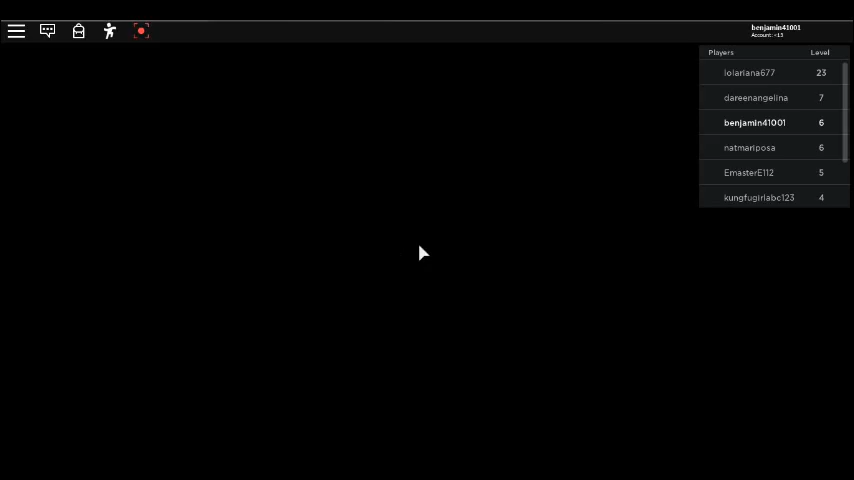 benjamin41001
Account: <13
Players Level
lolariana677 23
dareenangelina 7
benjamin41001 6
natmariposa 6
EmasterE112 5
kungfugirlabc123 4